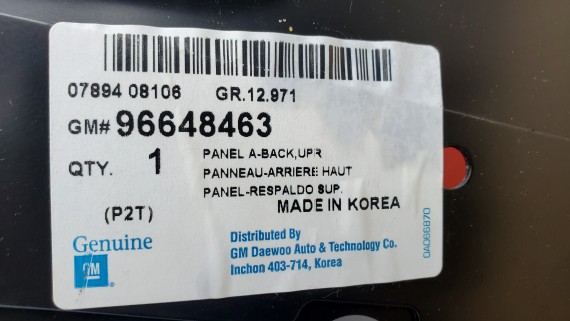 07894 08106 GR.12.971
GM# 96648463
QTY. 1 PANEL A-BACK,UPR
PANNEAU-ARRIERE HAUT
PANEL-RESPALDO SUP.
(P2T) MADE IN KOREA
Genuine
GM
Distributed By
GM Daewoo Auto & Technology Co.
Inchon 403-714, Korea
0A066870